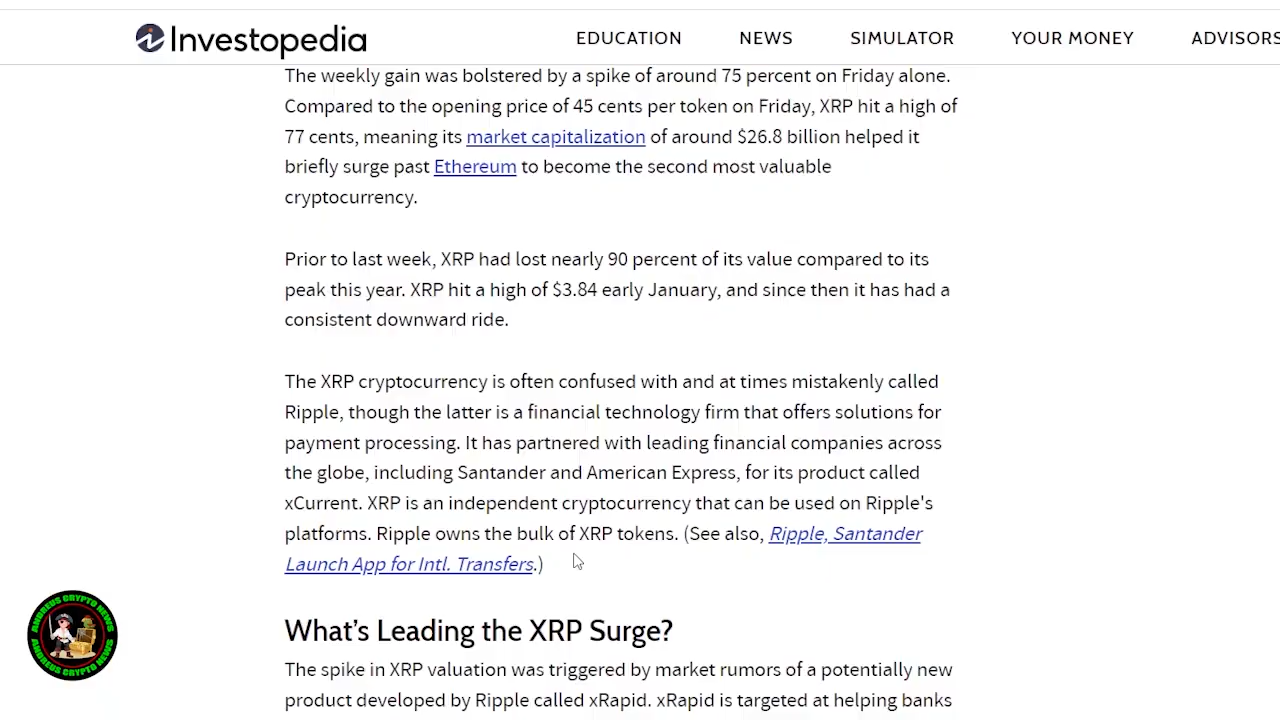 Investopedia
EDUCATION NEWS SIMULATOR YOUR MONEY ADVISORS
The weekly gain was bolstered by a spike of around 75 percent on Friday alone.
Compared to the opening price of 45 cents per token on Friday, XRP hit a high of
77 cents, meaning its market capitalization of around $26.8 billion helped it
briefly surge past Ethereum to become the second most valuable
cryptocurrency.
Prior to last week, XRP had lost nearly 90 percent of its value compared to its
peak this year. XRP hit a high of $3.84 early January, and since then it has had a
consistent downward ride.
The XRP cryptocurrency is often confused with and at times mistakenly called
Ripple, though the latter is a financial technology firm that offers solutions for
payment processing. It has partnered with leading financial companies across
the globe, including Santander and American Express, for its product called
xCurrent. XRP is an independent cryptocurrency that can be used on Ripple's
platforms. Ripple owns the bulk of XRP tokens. (See also, Ripple, Santander
Launch App for Intl. Transfers.)
ANDREUS CRYPTO NEWS
ANDREUS CRYPTO NEWS
What's Leading the XRP Surge?
The spike in XRP valuation was triggered by market rumors of a potentially new
product developed by Ripple called xRapid. xRapid is targeted at helping banks